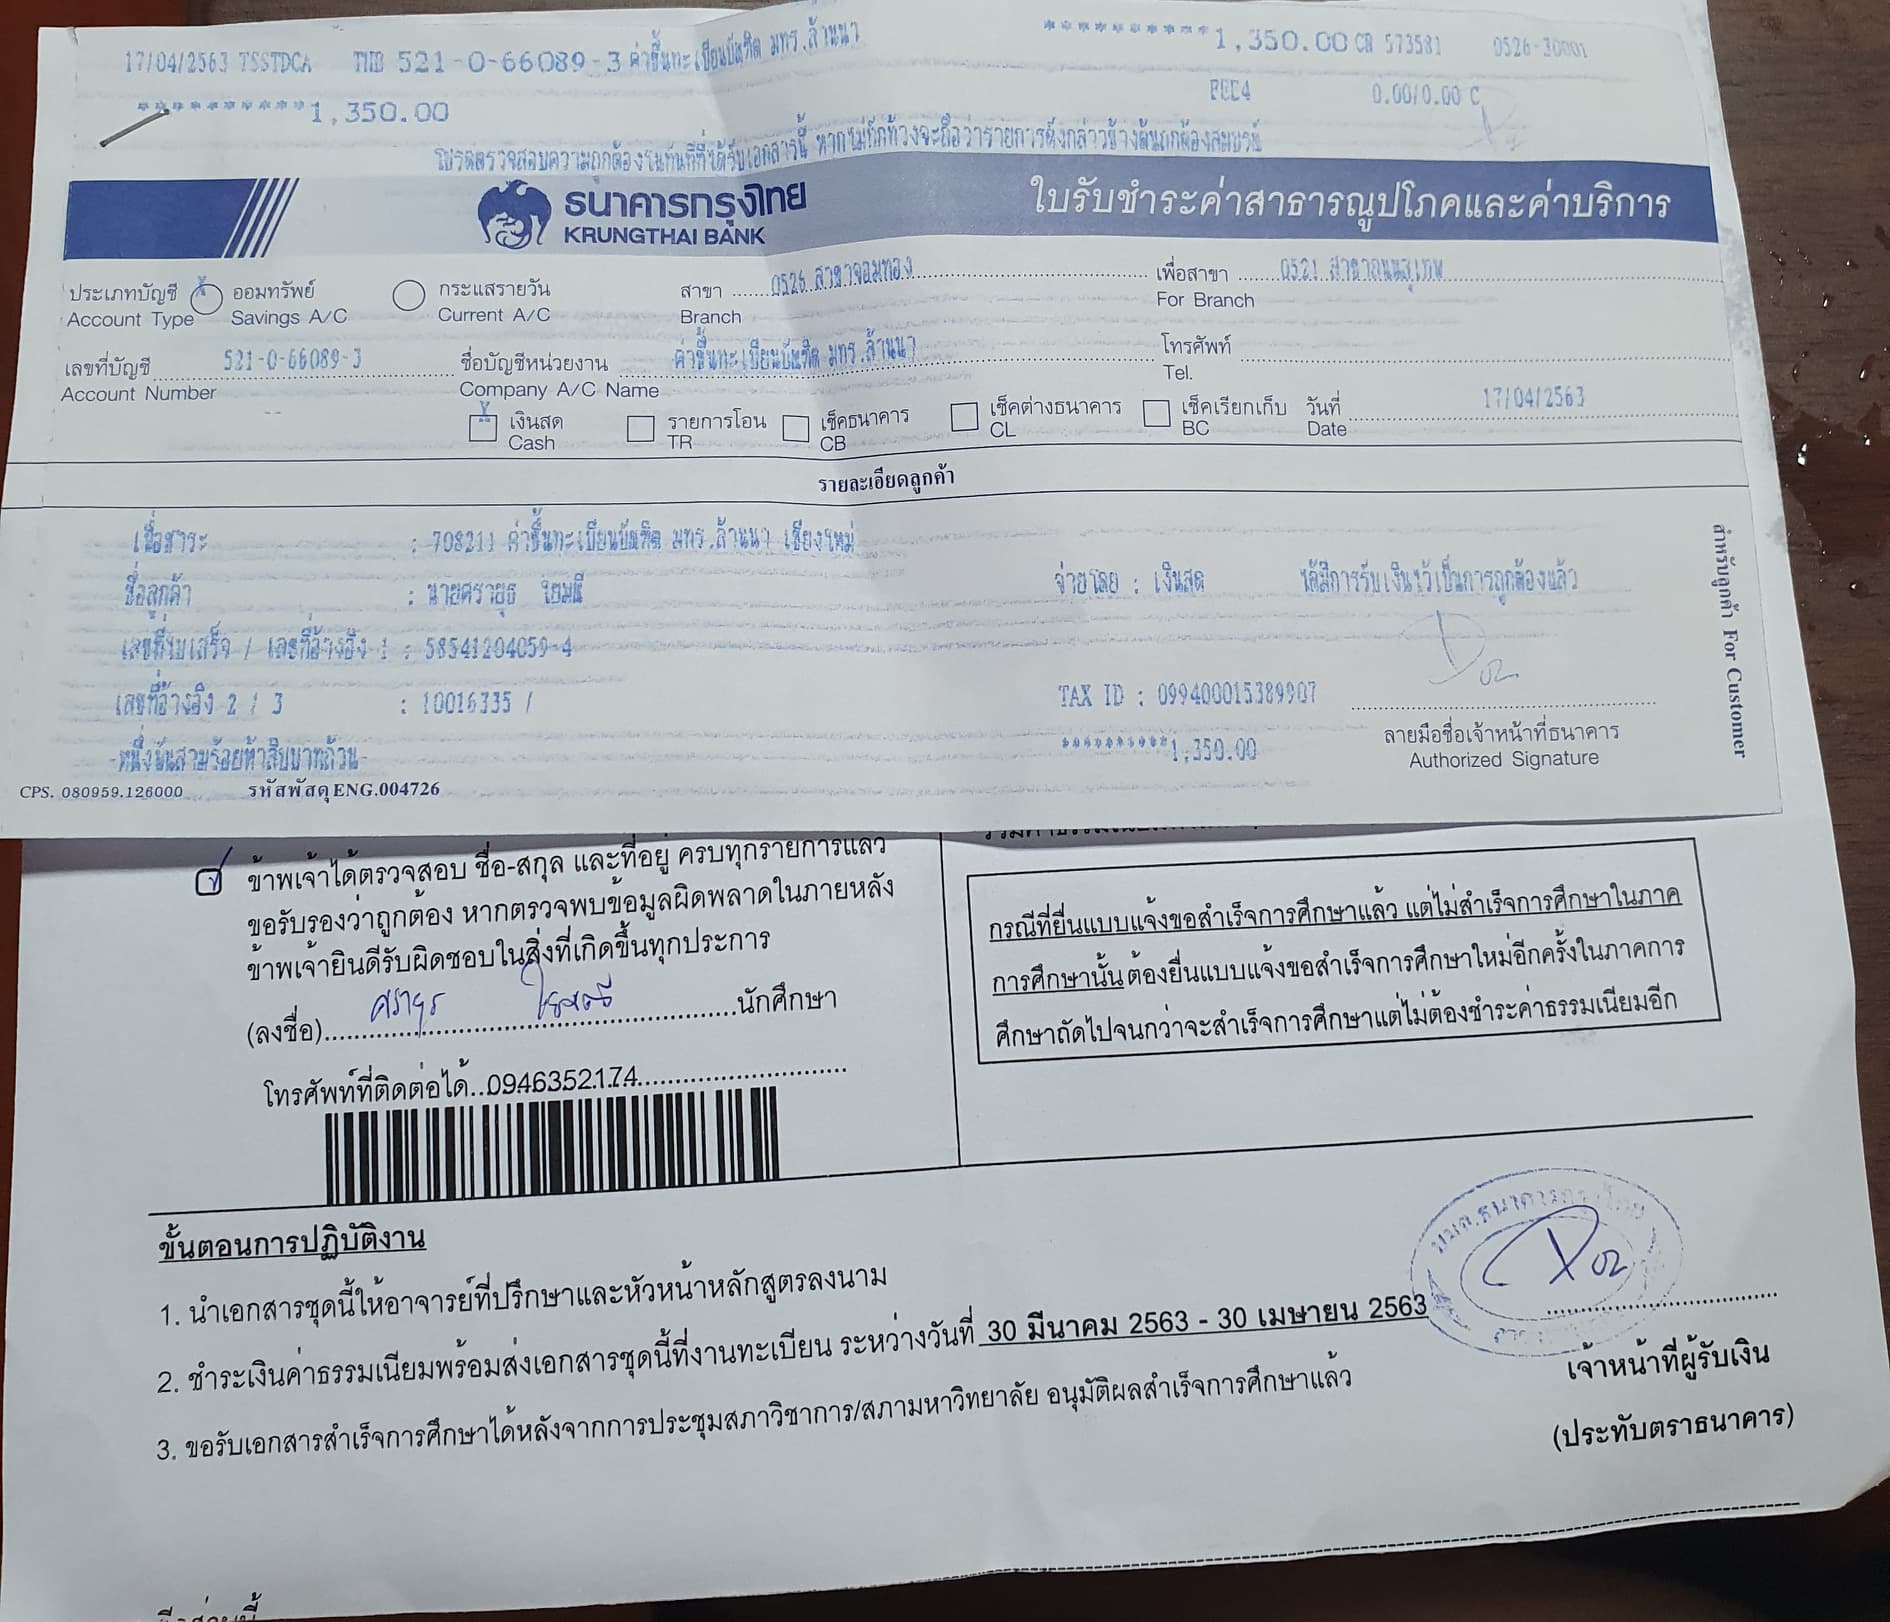 17/04/2563 TSSTDCA THB 521-0-66089-3 ค่าขึ้นทะเบียนบัณฑิต มทร.ล้านนา ***********1,350.00 CR 573581 0526-30001
***********1,350.00 0.00/0.00 C
โปรดตรวจสอบความถูกต้องในทันทีที่ได้รับเอกสารนี้ หากไม่ทักท้วงจะถือว่ารายการดังกล่าวข้างต้นถูกต้องสมบูรณ์
ธนาคารกรุงไทย
KRUNGTHAI BANK
ใบรับชำระค่าสาธารณูปโภคและค่าบริการ
ประเภทบัญชี ออมทรัพย์ กระแสรายวัน สาขา 0526 สาขาจอมทอง เพื่อสาขา 0521 สาขาถนนสุเทพ
Account Type Savings A/C Current A/C Branch For Branch
เลขที่บัญชี 521-0-66089-3 ชื่อบัญชีหน่วยงาน ค่าขึ้นทะเบียนบัณฑิต มทร.ล้านนา โทรศัพท์
Account Number Company A/C Name Tel.
เงินสด รายการโอน เช็คธนาคาร เช็คต่างธนาคาร เช็คเรียกเก็บ วันที่ 17/04/2563
Cash TR CB CL BC Date
รายละเอียดลูกค้า
เพื่อชำระ : 708211 ค่าขึ้นทะเบียนบัณฑิต มทร.ล้านนา เชียงใหม่
ชื่อลูกค้า : นายศรายุธ จ่ายโดย : เงินสด ได้มีการรับเงินไว้เป็นการถูกต้องแล้ว
เลขที่ใบเสร็จ / เลขที่อ้างอิง 1 : 58541204059-4
เลขที่อ้างอิง 2 / 3 : 10016335 / TAX ID : 099400015389907
ลายมือชื่อเจ้าหน้าที่ธนาคาร
-หนึ่งพันสามร้อยห้าสิบบาทถ้วน- **********1,350.00 Authorized Signature
CPS. 080959.126000 รหัสพัสดุ ENG.004726
สำหรับลูกค้า For Customer
ข้าพเจ้าได้ตรวจสอบ ชื่อ-สกุล และที่อยู่ ครบทุกรายการแล้ว
ขอรับรองว่าถูกต้อง หากตรวจพบข้อมูลผิดพลาดในภายหลัง
ข้าพเจ้ายินดีรับผิดชอบในสิ่งที่เกิดขึ้นทุกประการ
(ลงชื่อ) ศรายุธ นักศึกษา
โทรศัพท์ที่ติดต่อได้..0946352174
กรณีที่ยื่นแบบแจ้งขอสำเร็จการศึกษาแล้ว แต่ไม่สำเร็จการศึกษาในภาค
การศึกษานั้น ต้องยื่นแบบแจ้งขอสำเร็จการศึกษาใหม่อีกครั้งในภาคการ
ศึกษาถัดไปจนกว่าจะสำเร็จการศึกษาแต่ไม่ต้องชำระค่าธรรมเนียมอีก
ขั้นตอนการปฏิบัติงาน
1. นำเอกสารชุดนี้ให้อาจารย์ที่ปรึกษาและหัวหน้าหลักสูตรลงนาม
2. ชำระเงินค่าธรรมเนียมพร้อมส่งเอกสารชุดนี้ที่งานทะเบียน ระหว่างวันที่ 30 มีนาคม 2563 - 30 เมษายน 2563
3. ขอรับเอกสารสำเร็จการศึกษาได้หลังจากการประชุมสภาวิชาการ/สภามหาวิทยาลัย อนุมัติผลสำเร็จการศึกษาแล้ว
เจ้าหน้าที่ผู้รับเงิน
(ประทับตราธนาคาร)